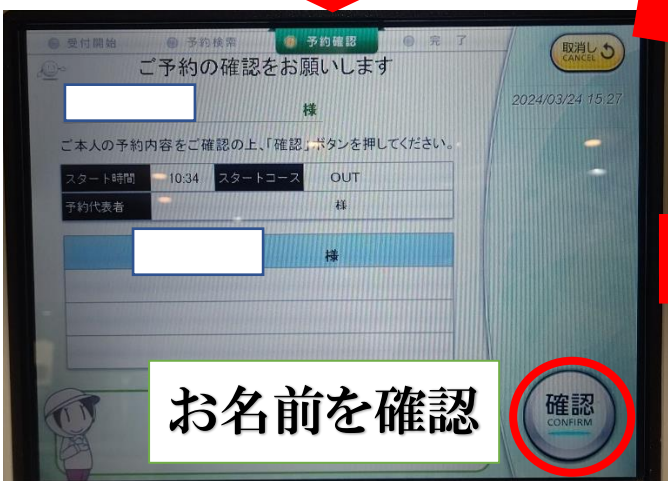 受付開始 予約検索 予約確認 完了
取消し
CANCEL
ご予約の確認をお願いします
様
2024/03/24 15:27
ご本人の予約内容をご確認の上、「確認」ボタンを押してください。
スタート時間 10:34 スタートコース OUT
予約代表者 様
様
お名前を確認
確認
CONFIRM